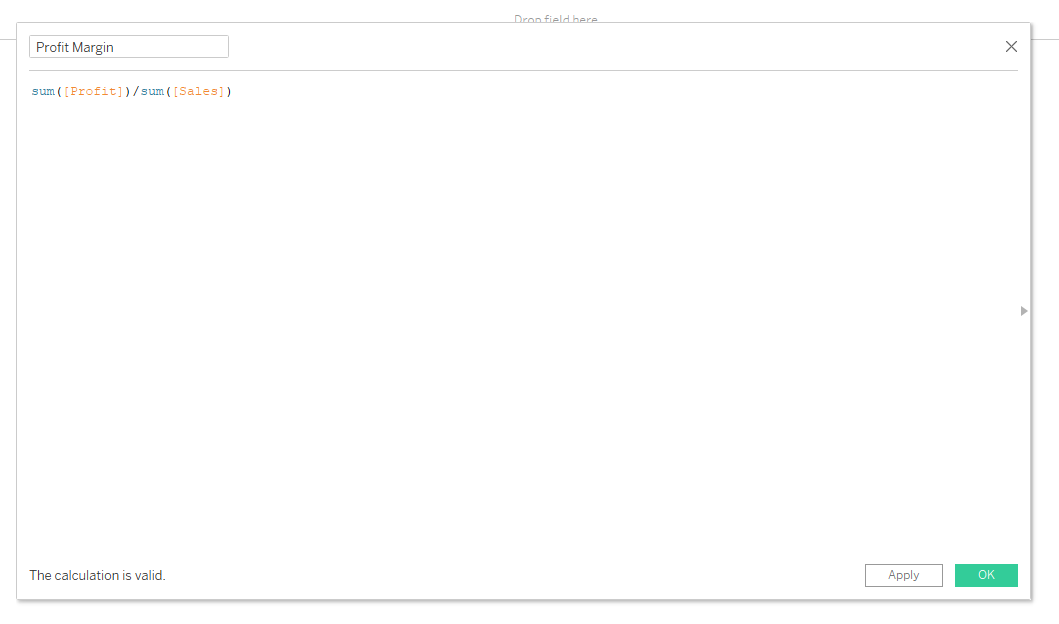 Drop field here
Profit Margin
sum([Profit])/sum([Sales])
The calculation is valid.
Apply
OK